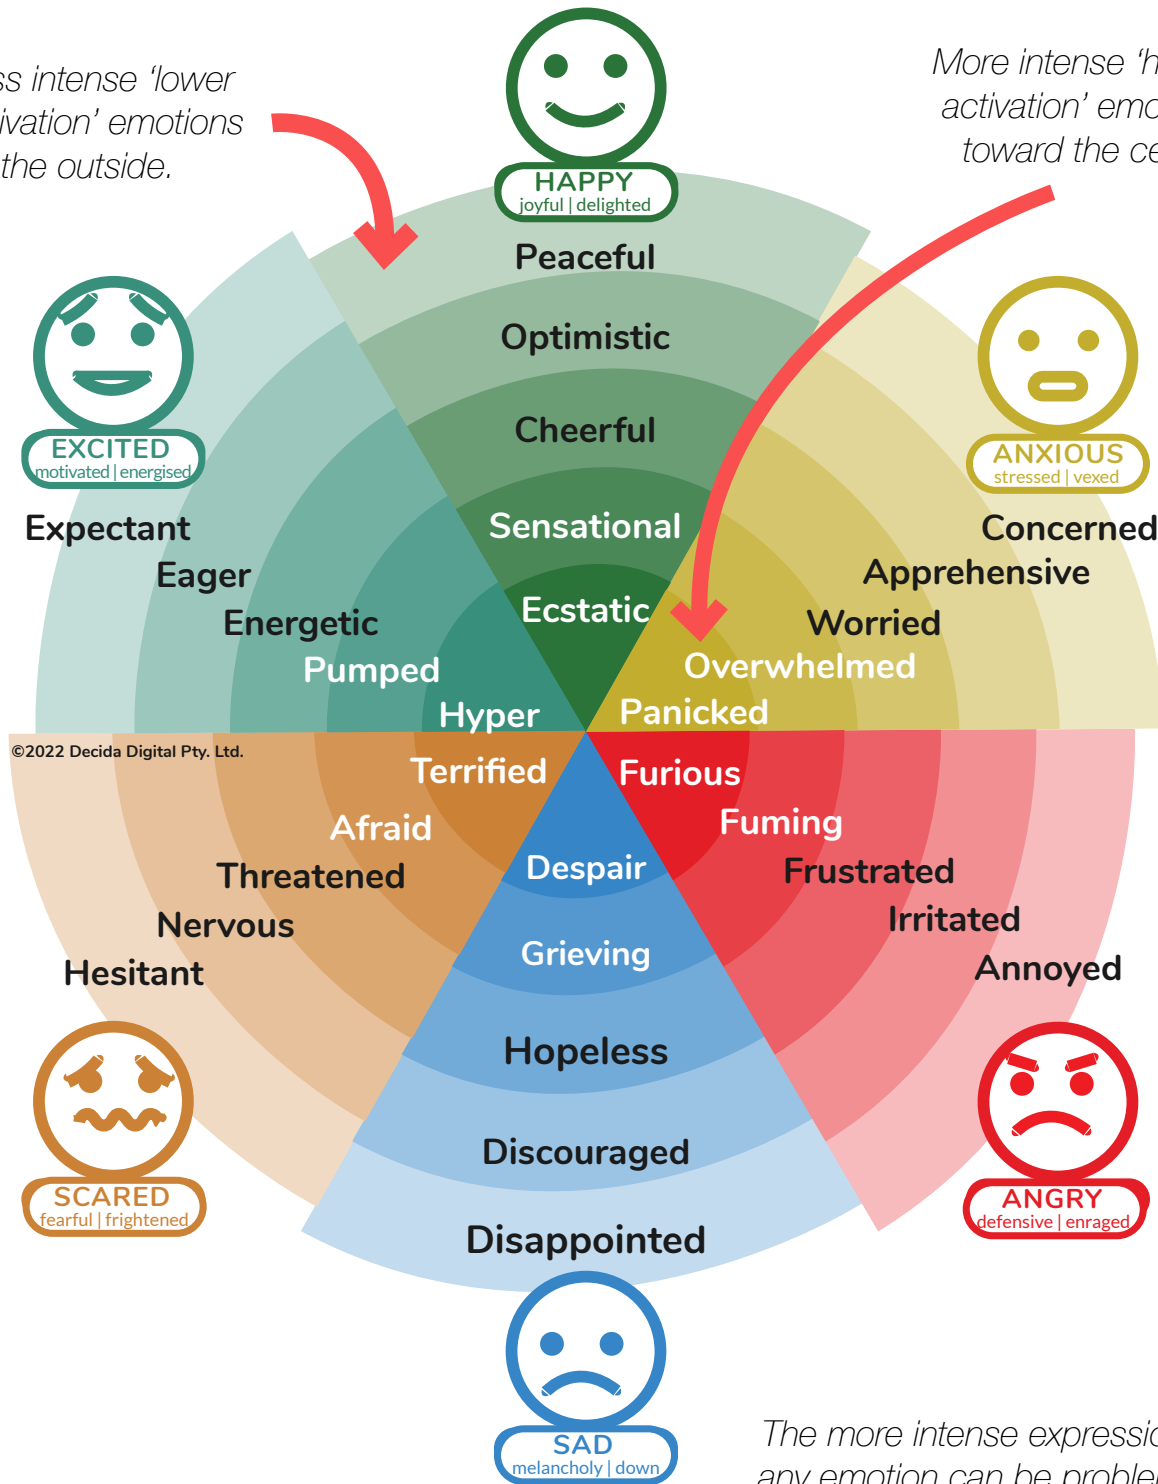 ss intense ‘lower
ivation’ emotions
the outside.
More intense ‘h
activation’ emo
toward the ce
HAPPY
joyful | delighted
Peaceful
Optimistic
Cheerful
Sensational
Ecstatic
EXCITED
motivated | energised
Expectant
Eager
Energetic
Pumped
Hyper
ANXIOUS
stressed | vexed
Concerned
Apprehensive
Worried
Overwhelmed
Panicked
©2022 Decida Digital Pty. Ltd.
Terrified
Afraid
Threatened
Nervous
Hesitant
SCARED
fearful | frightened
Furious
Fuming
Frustrated
Irritated
Annoyed
ANGRY
defensive | enraged
Despair
Grieving
Hopeless
Discouraged
Disappointed
SAD
melancholy | down
The more intense expressio
any emotion can be problem